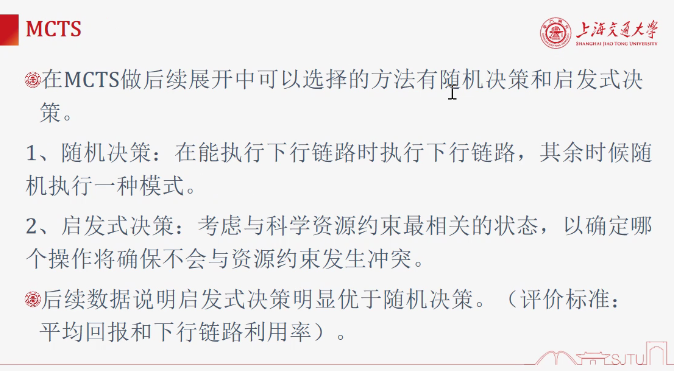 MCTS
上海交通大学
SHANGHAI JIAO TONG UNIVERSITY
在MCTS做后续展开中可以选择的方法有随机决策和启发式决
策。
1、随机决策：在能执行下行链路时执行下行链路，其余时候随
机执行一种模式。
2、启发式决策：考虑与科学资源约束最相关的状态，以确定哪
个操作将确保不会与资源约束发生冲突。
后续数据说明启发式决策明显优于随机决策。（评价标准：
平均回报和下行链路利用率）。
SJTU